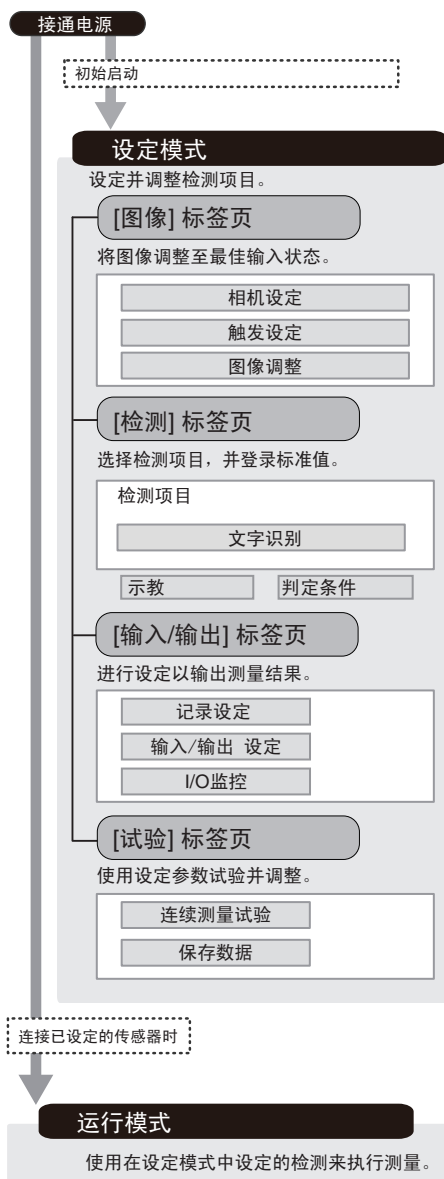 接通电源
初始启动
设定模式
设定并调整检测项目。
[图像] 标签页
将图像调整至最佳输入状态。
相机设定
触发设定
图像调整
[检测] 标签页
选择检测项目，并登录标准值。
检测项目
文字识别
示教 判定条件
[输入/输出] 标签页
进行设定以输出测量结果。
记录设定
输入/输出 设定
I/O监控
[试验] 标签页
使用设定参数试验并调整。
连续测量试验
保存数据
连接已设定的传感器时
运行模式
使用在设定模式中设定的检测来执行测量。